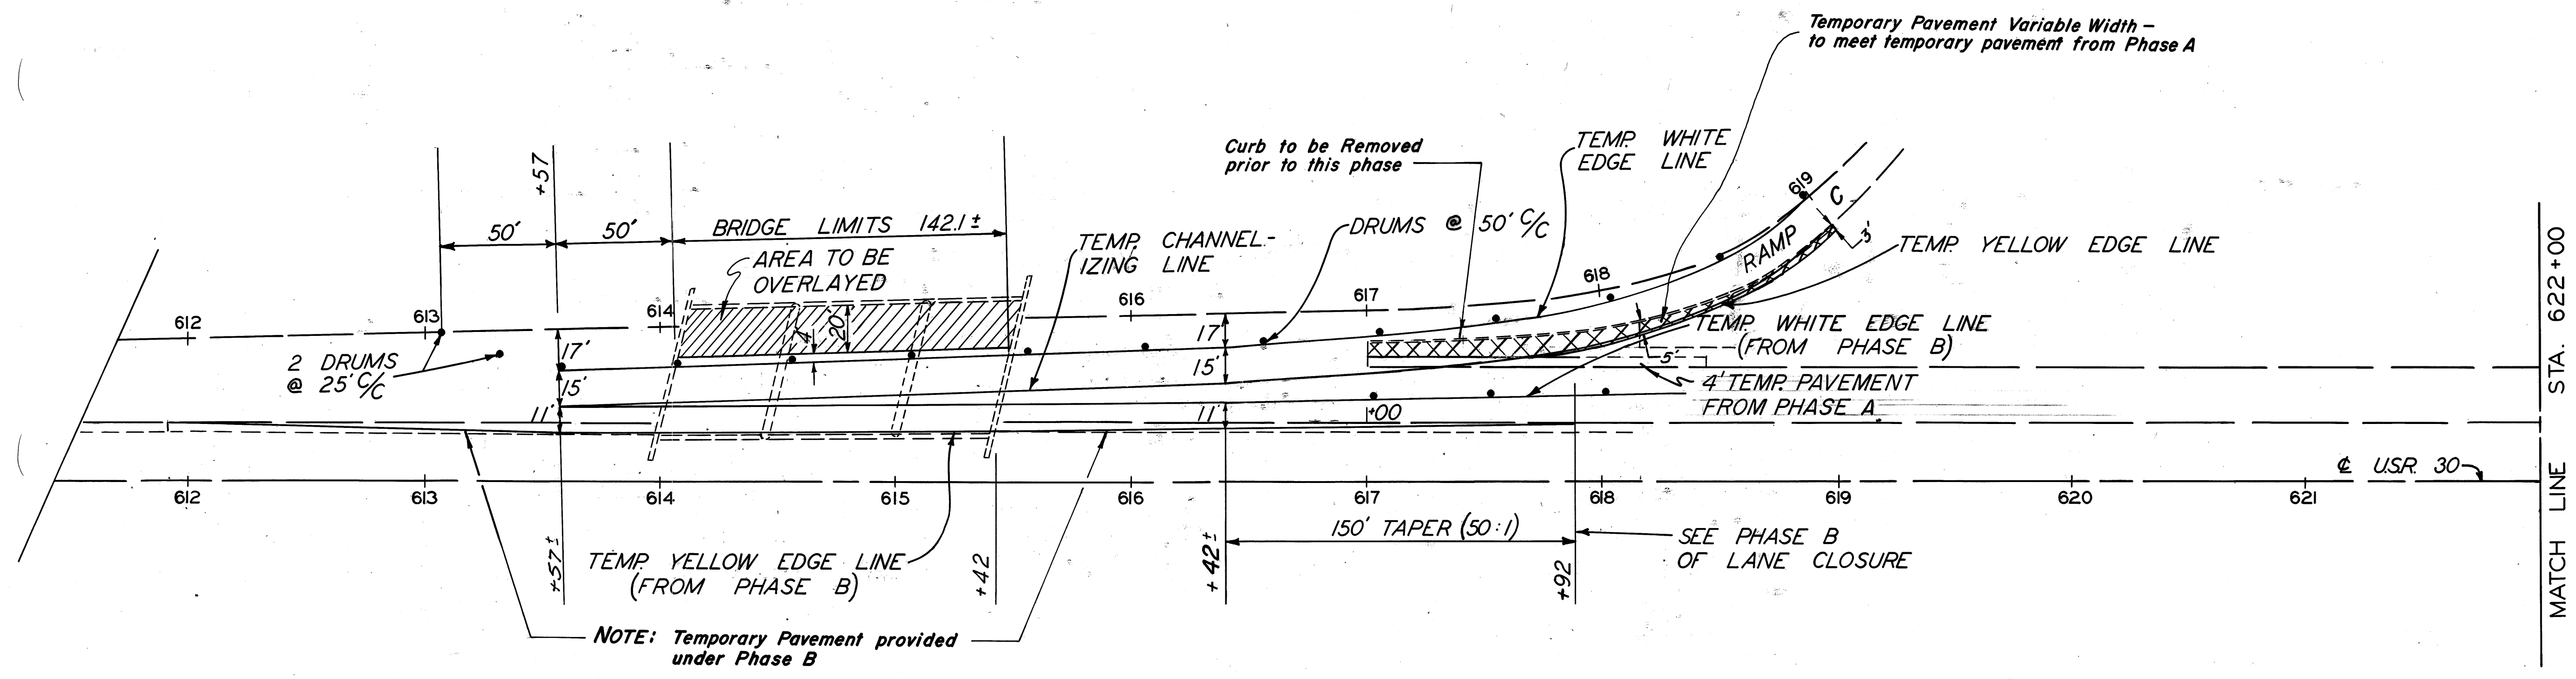 Temporary Pavement Variable Width –
to meet temporary pavement from Phase A
Curb to be Removed
prior to this phase
TEMP. WHITE
EDGE LINE
+57
50'
50'
BRIDGE LIMITS 142.1 ±
AREA TO BE
OVERLAYED
TEMP. CHANNEL-
IZING LINE
DRUMS @ 50' C/C
619
RAMP C
3'
TEMP. YELLOW EDGE LINE
612
613
614
616
617
618
4'
20'
17'
15'
11'
17'
15'
11'
2 DRUMS
@ 25' C/C
TEMP. WHITE EDGE LINE
(FROM PHASE B)
5'
4' TEMP. PAVEMENT
FROM PHASE A
+00
℄ U.S.R. 30
612
613
614
615
616
617
618
619
620
621
+57±
TEMP. YELLOW EDGE LINE
(FROM PHASE B)
+42
+42±
150' TAPER (50:1)
+92
SEE PHASE B
OF LANE CLOSURE
NOTE: Temporary Pavement provided
under Phase B
MATCH LINE STA. 622+00